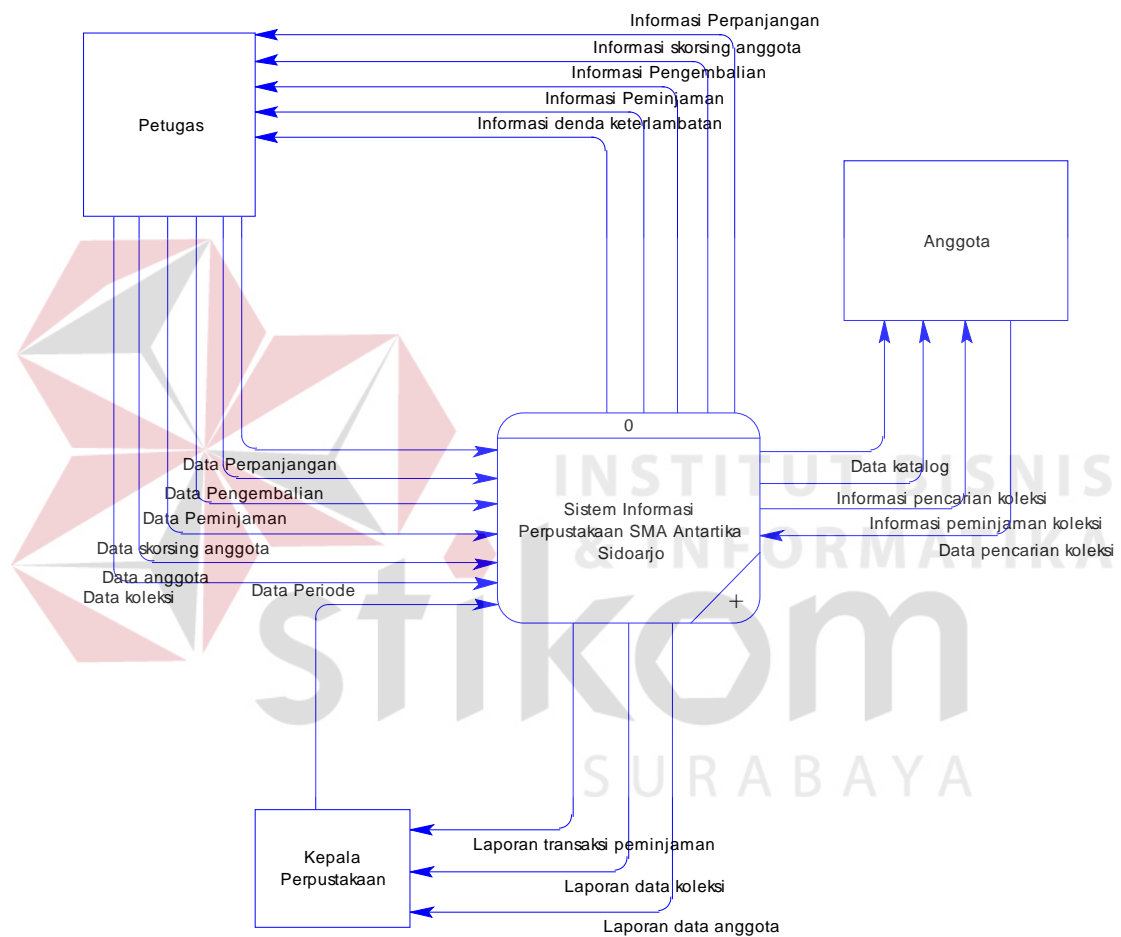 Informasi Perpanjangan
Informasi skorsing anggota
Informasi Pengembalian
Informasi Peminjaman
Informasi denda keterlambatan
Petugas
Anggota
0
Sistem Informasi
Perpustakaan SMA Antartika
Sidoarjo
+
Data Perpanjangan
Data Pengembalian
Data Peminjaman
Data skorsing anggota
Data anggota
Data koleksi
Data Periode
Data katalog
Informasi pencarian koleksi
Informasi peminjaman koleksi
Data pencarian koleksi
INSTITUT BISNIS
& INFORMATIKA
stikom
SURABAYA
Kepala
Perpustakaan
Laporan transaksi peminjaman
Laporan data koleksi
Laporan data anggota